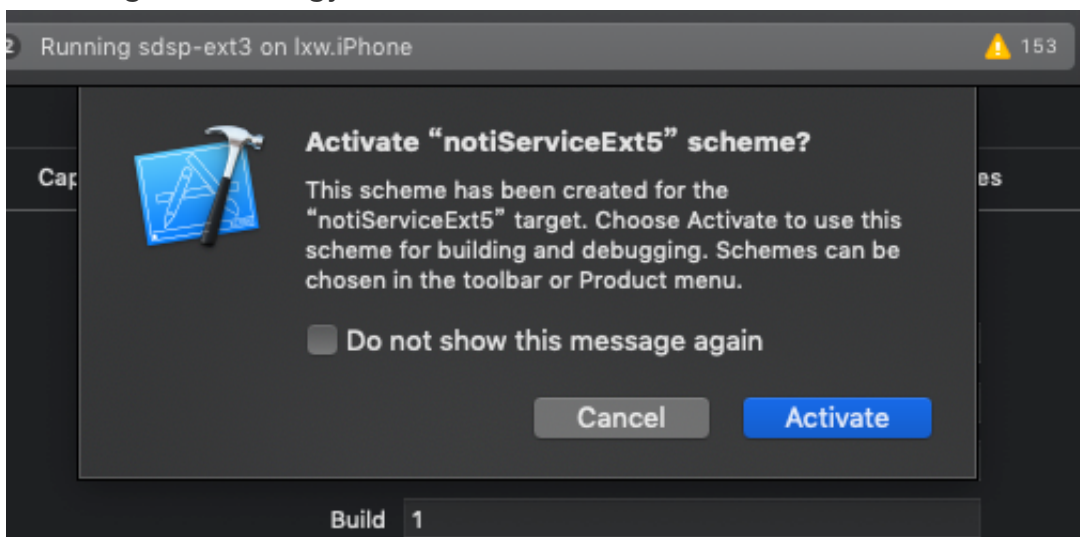 2 Running sdsp-ext3 on lxw.iPhone 153
Activate “notiServiceExt5” scheme?
Cap
es
This scheme has been created for the
“notiServiceExt5” target. Choose Activate to use this
scheme for building and debugging. Schemes can be
chosen in the toolbar or Product menu.
Do not show this message again
Cancel Activate
Build 1